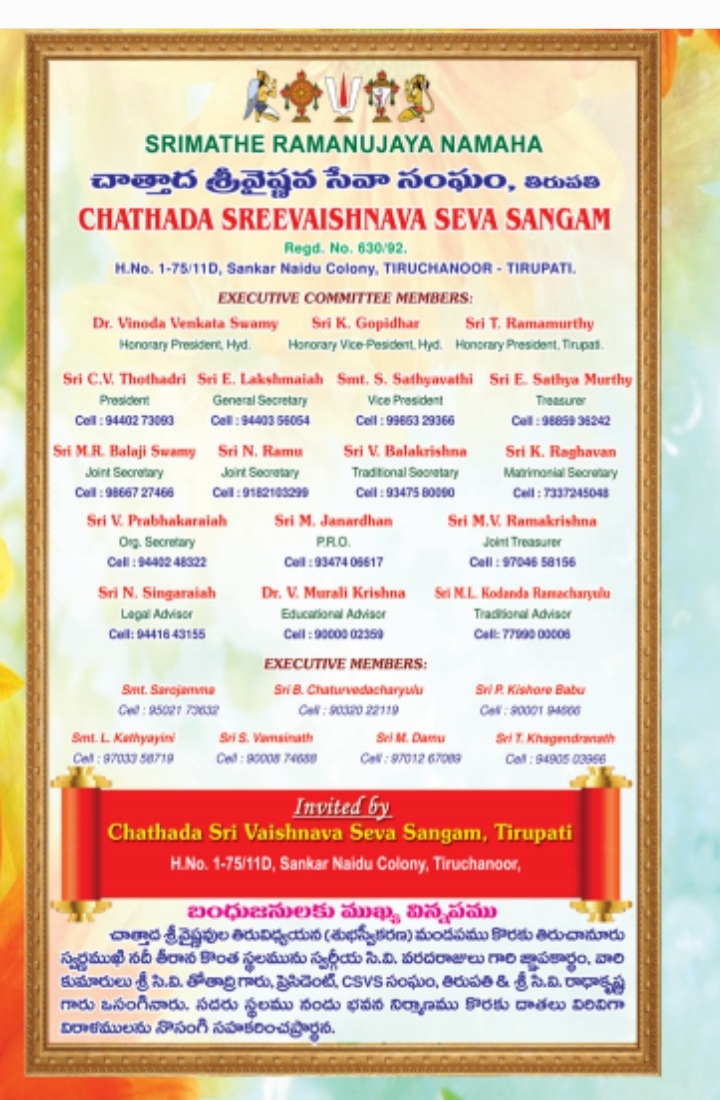 SRIMATHE RAMANUJAYA NAMAHA
చాత్తాద శ్రీవైష్ణవ సేవా సంఘం, తిరుపతి
CHATHADA SREEVAISHNAVA SEVA SANGAM
Regd. No. 630/92.
H.No. 1-75/11D, Sankar Naidu Colony, TIRUCHANOOR - TIRUPATI.
EXECUTIVE COMMITTEE MEMBERS:
Dr. Vinoda Venkata Swamy Sri K. Gopidhar Sri T. Ramamurthy
Honorary President, Hyd. Honorary Vice-Pesident, Hyd. Honorary President, Tirupati.
Sri C.V. Thothadri Sri E. Lakshmaiah Smt. S. Sathyavathi Sri E. Sathya Murthy
President General Secretary Vice President Treasurer
Cell : 94402 73093 Cell : 94403 56054 Cell : 99853 29366 Cell : 98859 36242
Sri M.R. Balaji Swamy Sri N. Ramu Sri V. Balakrishna Sri K. Raghavan
Joint Secretary Joint Secretary Traditional Secretary Matrimonial Secretary
Cell : 98667 27466 Cell : 9182103299 Cell : 93475 80090 Cell : 7337245048
Sri V. Prabhakaraiah Sri M. Janardhan Sri M.V. Ramakrishna
Org. Secretary P.R.O. Joint Treasurer
Cell : 94402 48322 Cell : 93474 06617 Cell : 97046 58156
Sri N. Singaraiah Dr. V. Murali Krishna Sri M.L. Kodanda Ramacharyulu
Legal Advisor Educational Advisor Traditional Advisor
Cell: 94416 43155 Cell : 90000 02359 Cell: 77990 00006
EXECUTIVE MEMBERS:
Smt. Sarojamma Sri B. Chaturvedacharyulu Sri P. Kishore Babu
Cell : 95021 73632 Cell : 90320 22119 Cell : 90001 94666
Smt. L. Kathyayini Sri S. Vamsinath Sri M. Damu Sri T. Khagendranath
Cell : 97033 58719 Cell : 90008 74688 Cell : 97012 67089 Cell : 94905 03966
Invited by
Chathada Sri Vaishnava Seva Sangam, Tirupati
H.No. 1-75/11D, Sankar Naidu Colony, Tiruchanoor,
బంధుజనులకు ముఖ్య విన్నపము
చాత్తాద శ్రీవైష్ణవుల తిరువిధ్యయన (శుభస్వీకరణ) మండపము కొరకు తిరుచానూరు
స్వర్ణముఖి నదీ తీరాన కొంత స్థలమును స్వర్గీయ సి.వి. వరదరాజులు గారి జ్ఞాపకార్థం, వారి
కుమారులు శ్రీ సి.వి. తోతాద్రి గారు, ప్రెసిడెంట్, CSVS సంఘం, తిరుపతి & శ్రీ సి.వి. రాధాకృష్ణ
గారు ఒసంగినారు. సదరు స్థలము నందు భవన నిర్మాణము కొరకు దాతలు విరివిగా
విరాళములను నొసంగి సహకరించప్రార్థన.